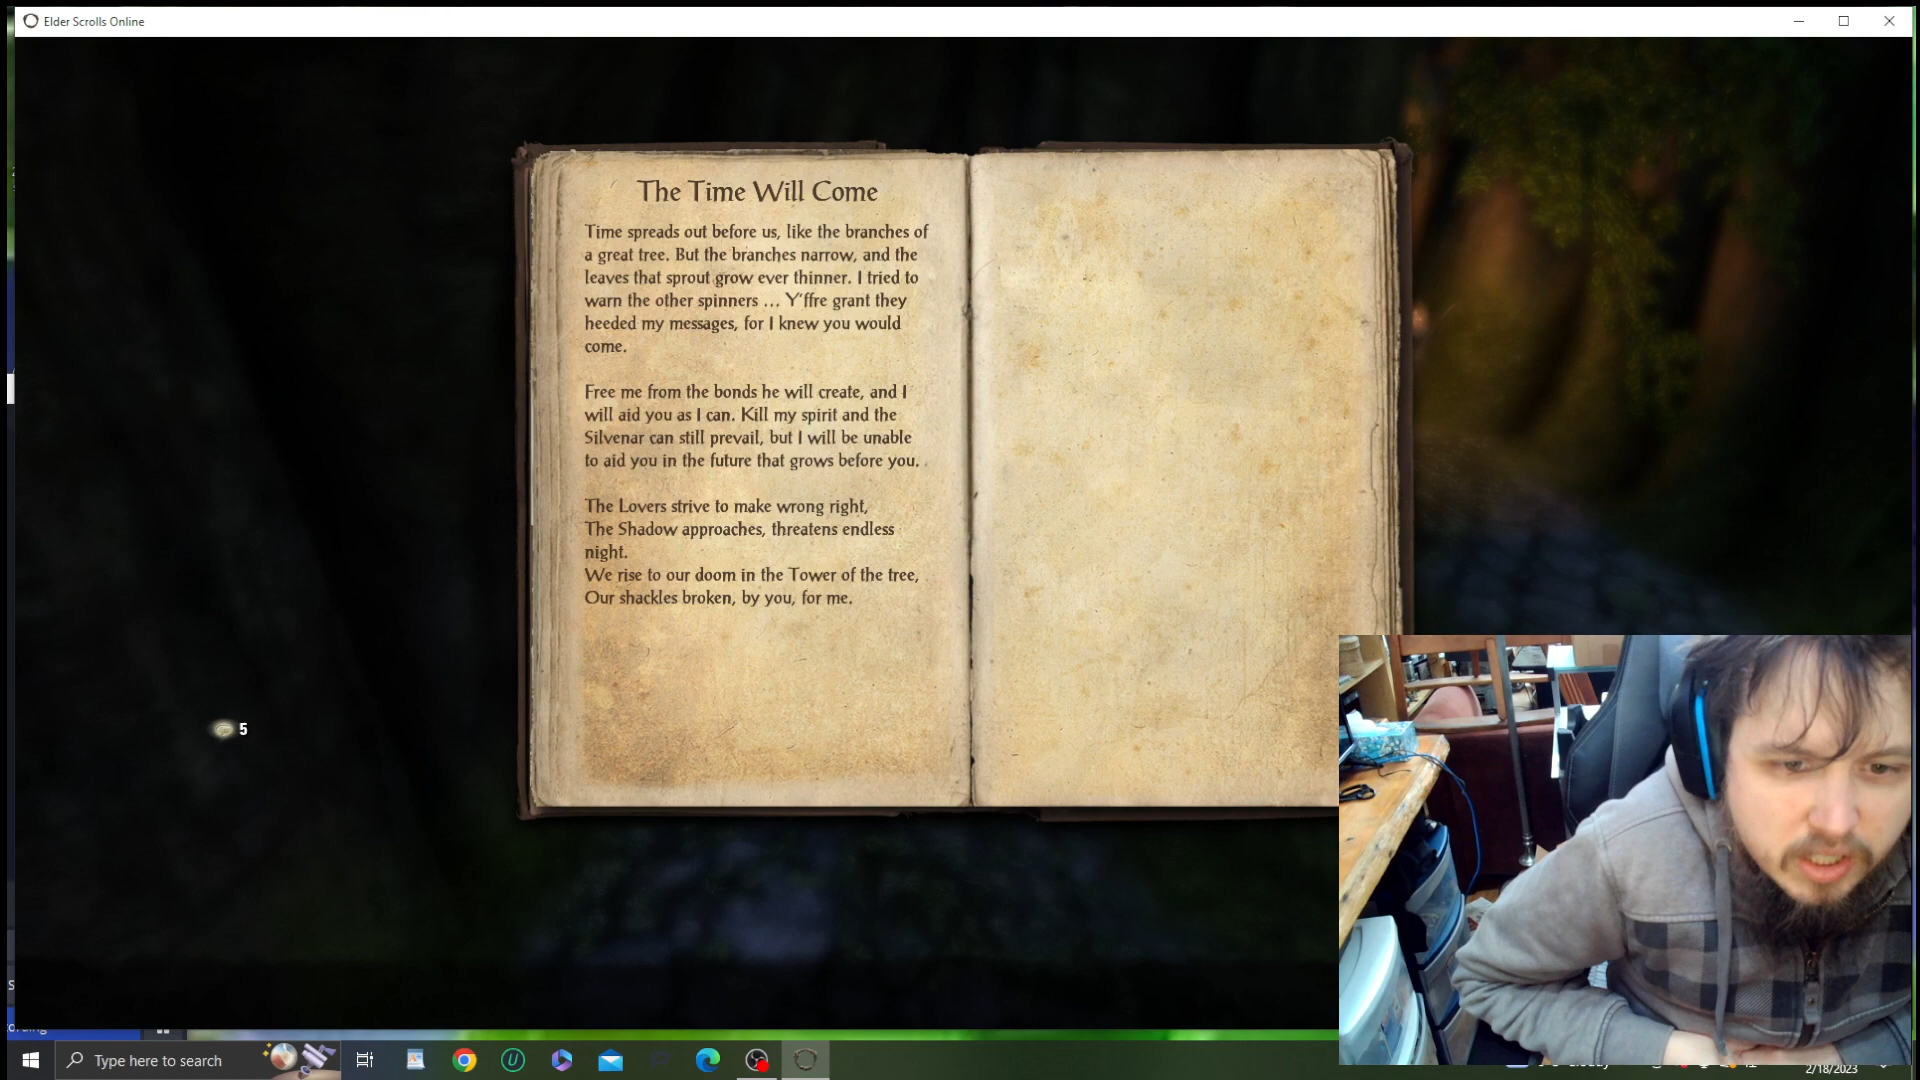 Elder Scrolls Online
The Time Will Come
Time spreads out before us, like the branches of
a great tree. But the branches narrow, and the
leaves that sprout grow ever thinner. I tried to
warn the other spinners ... Y'ffre grant they
heeded my messages, for I knew you would
come.
Free me from the bonds he will create, and I
will aid you as I can. Kill my spirit and the
Silvenar can still prevail, but I will be unable
to aid you in the future that grows before you.
The Lovers strive to make wrong right,
The Shadow approaches, threatens endless
night.
We rise to our doom in the Tower of the tree,
Our shackles broken, by you, for me.
5
Type here to search
2/18/2023